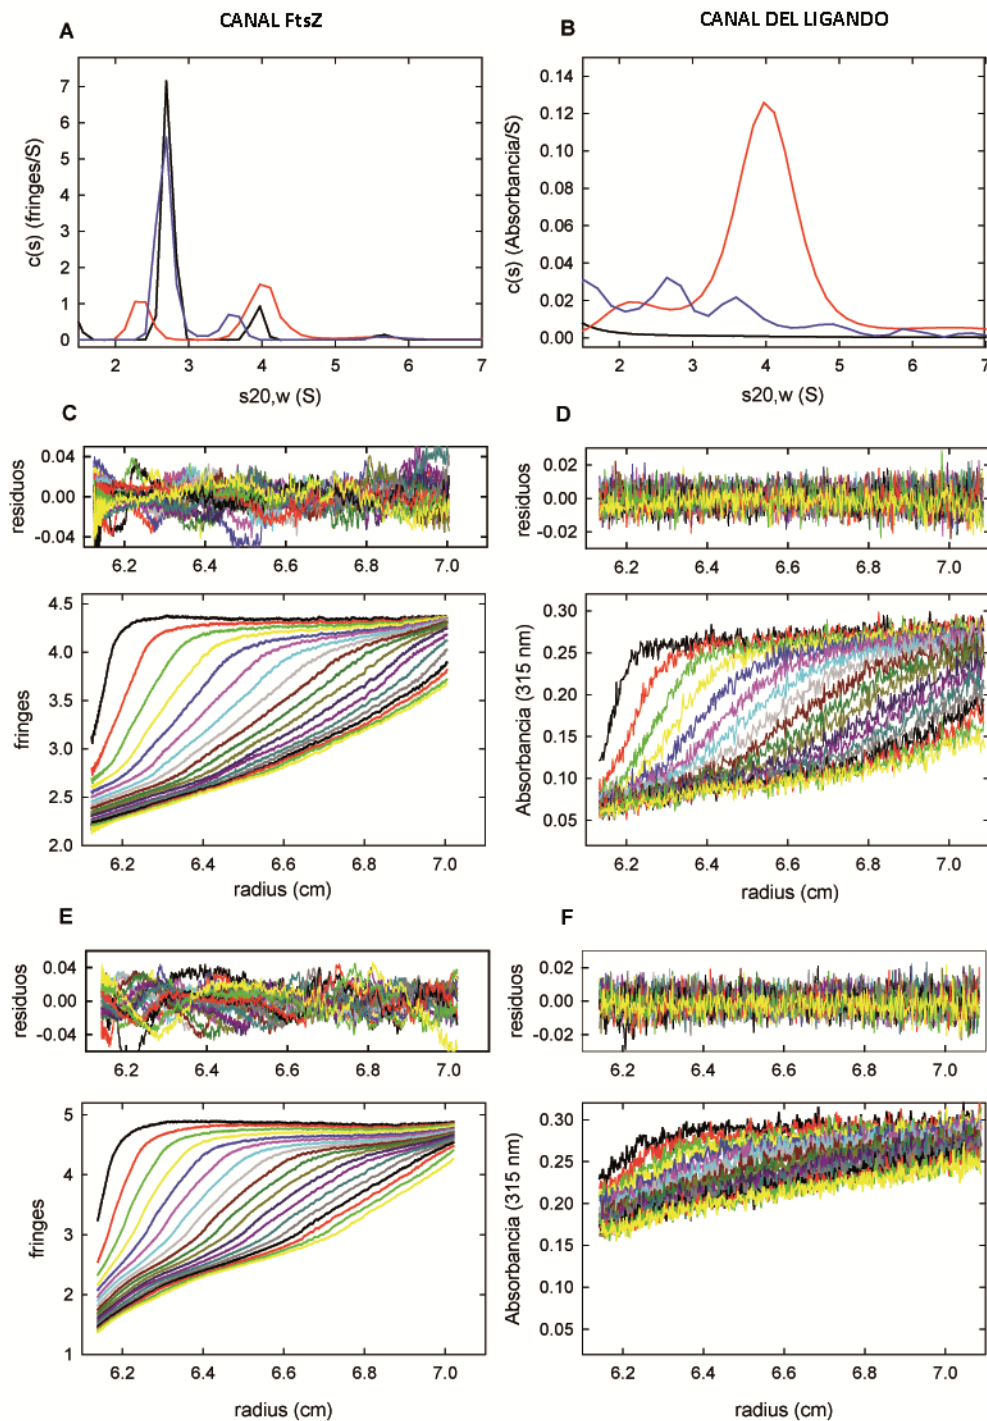 CANAL FtsZ
CANAL DEL LIGANDO
A
B
c(s) (fringes/S)
7
6
5
4
3
2
1
0
2 3 4 5 6 7
s20,w (S)
c(s) (Absorbancia/S)
0.14
0.12
0.10
0.08
0.06
0.04
0.02
0.00
2 3 4 5 6 7
s20,w (S)
C
D
residuos
0.04
0.00
-0.04
6.2 6.4 6.6 6.8 7.0
residuos
0.02
0.00
-0.02
6.2 6.4 6.6 6.8 7.0
fringes
4.5
4.0
3.5
3.0
2.5
2.0
6.2 6.4 6.6 6.8 7.0
radius (cm)
Absorbancia (315 nm)
0.30
0.25
0.20
0.15
0.10
0.05
6.2 6.4 6.6 6.8 7.0
radius (cm)
E
F
residuos
0.04
0.00
-0.04
6.2 6.4 6.6 6.8 7.0
residuos
0.02
0.00
-0.02
6.2 6.4 6.6 6.8 7.0
fringes
5
4
3
2
1
6.2 6.4 6.6 6.8 7.0
radius (cm)
Absorbancia (315 nm)
0.30
0.25
0.20
0.15
0.10
0.05
6.2 6.4 6.6 6.8 7.0
radius (cm)